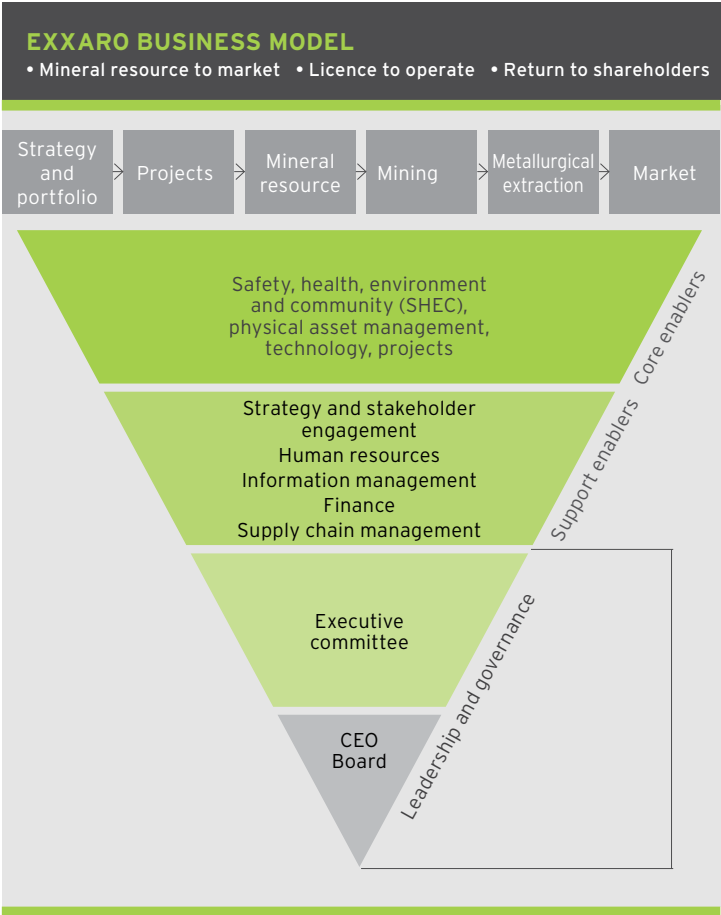 EXXARO BUSINESS MODEL
• Mineral resource to market • Licence to operate • Return to shareholders
Strategy
and
portfolio
Projects
Mineral
resource
Mining
Metallurgical
extraction
Market
Safety, health, environment
and community (SHEC),
physical asset management,
technology, projects
Core enablers
Strategy and stakeholder
engagement
Human resources
Information management
Finance
Supply chain management
Support enablers
Executive
committee
CEO
Board
Leadership and governance